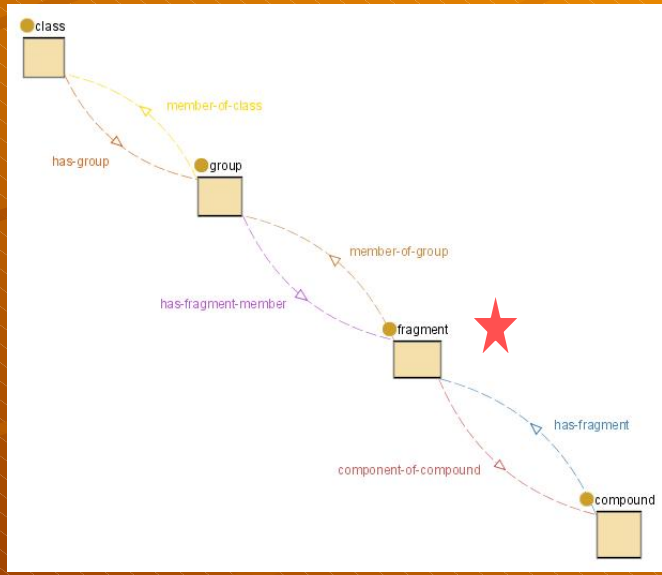 class
member-of-class
has-group
group
member-of-group
has-fragment-member
fragment
has-fragment
component-of-compound
compound